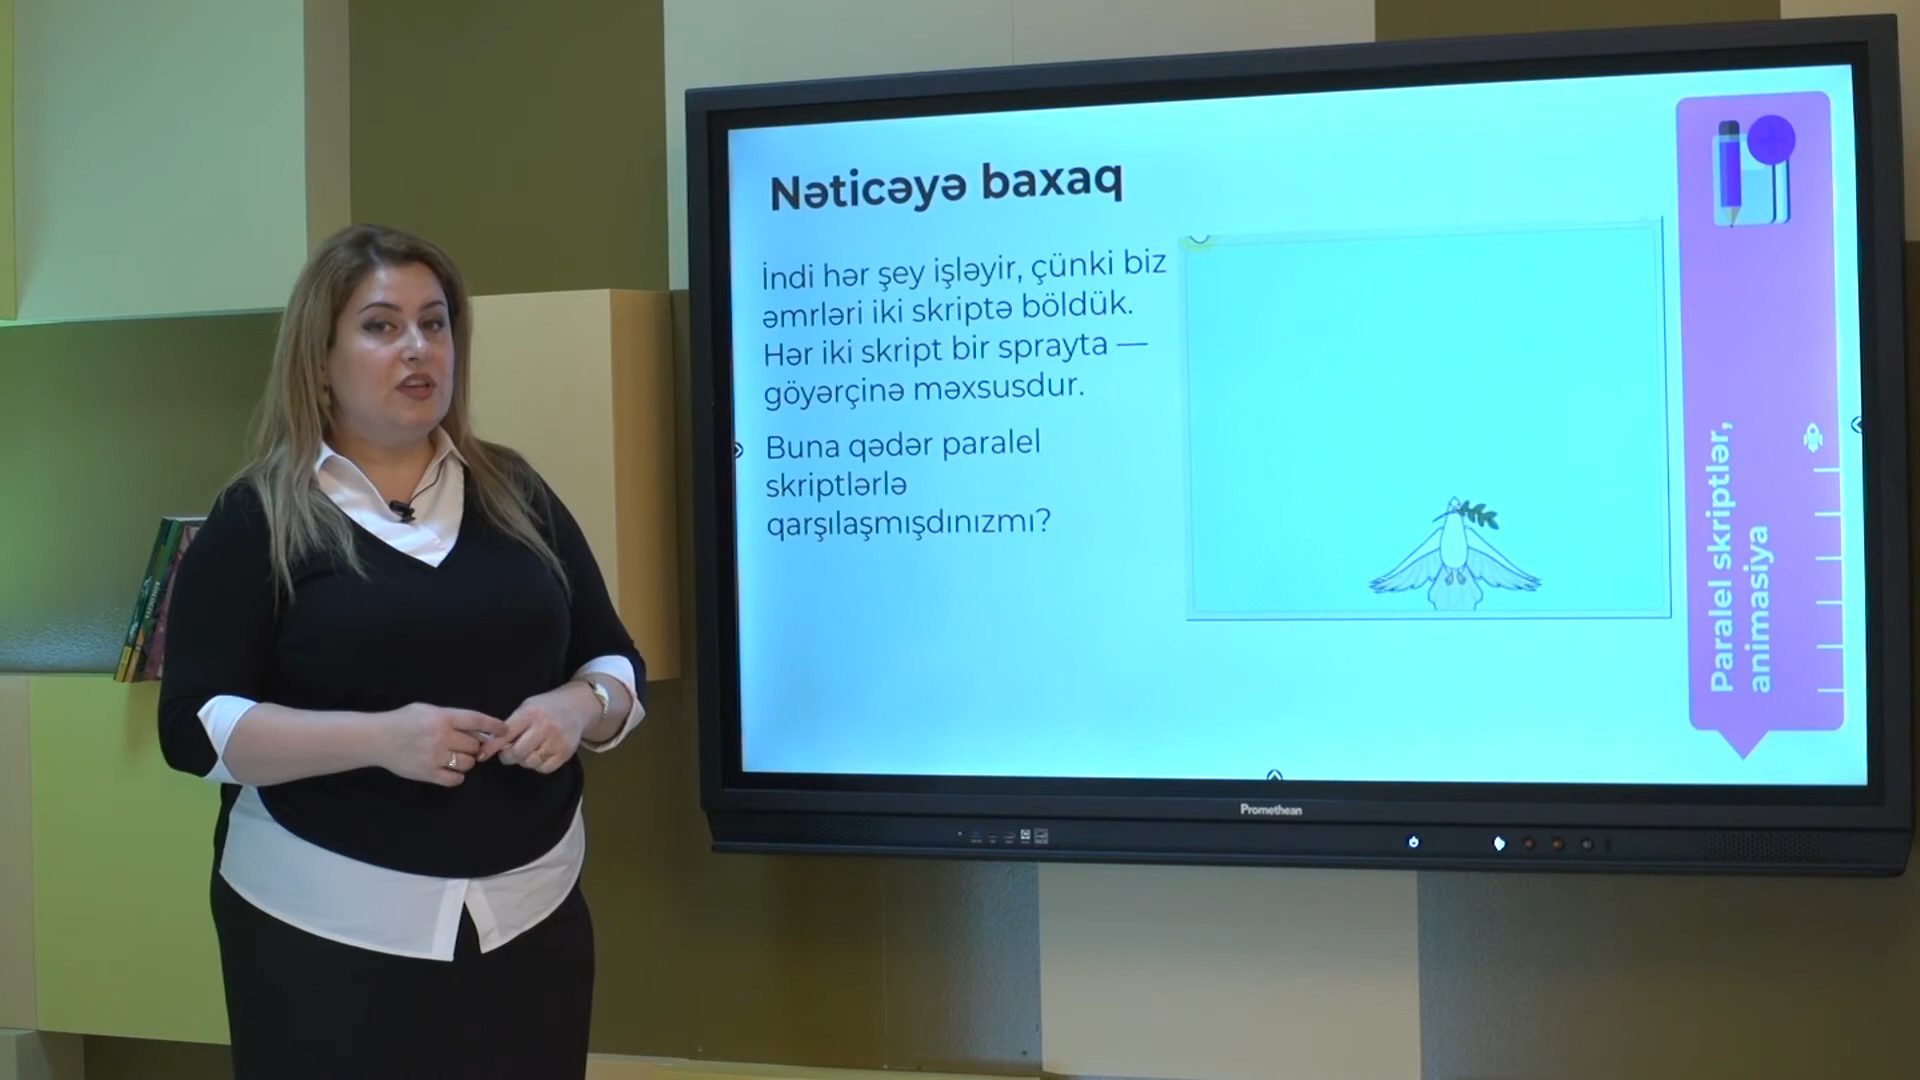 Nəticəyə baxaq
İndi hər şey işləyir, çünki biz
əmrləri iki skriptə böldük.
Hər iki skript bir sprayta —
göyərçinə məxsusdur.
Buna qədər paralel
skriptlərlə
qarşılaşmışdınızmı?
Paralel skriptlər,
animasiya
Promethean